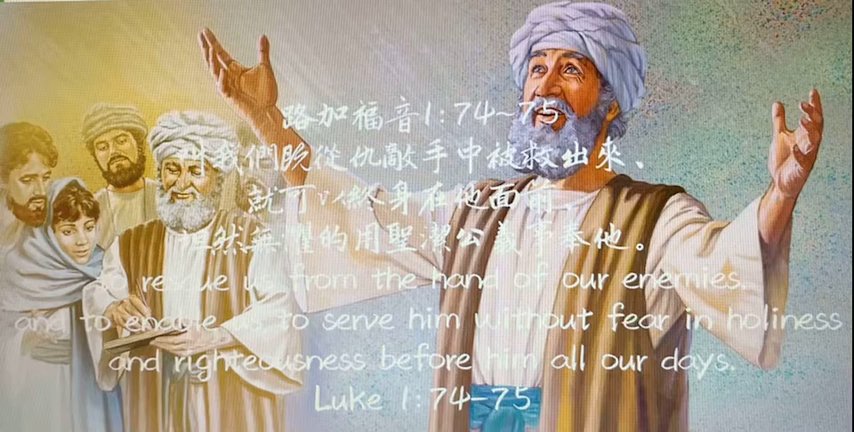 路加福音1:74~75
叫我們既從仇敵手中被救出來、
就可以終身在他面前、
坦然無懼的用聖潔公義事奉他。
to rescue us from the hand of our enemies.
and to enable us to serve him without fear in holiness
and righteousness before him all our days.
Luke 1:74-75